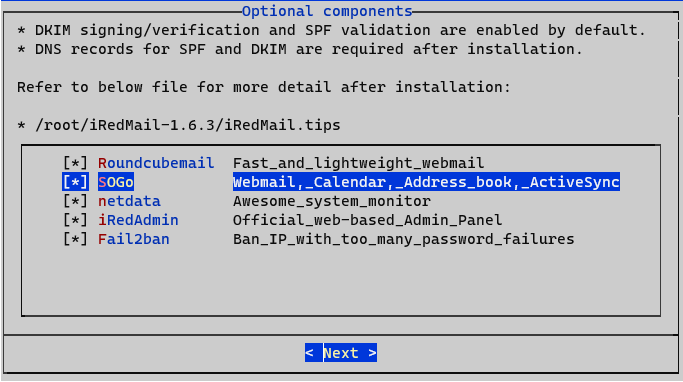 Optional components
* DKIM signing/verification and SPF validation are enabled by default.
* DNS records for SPF and DKIM are required after installation.
Refer to below file for more detail after installation:
* /root/iRedMail-1.6.3/iRedMail.tips
[*] Roundcubemail Fast_and_lightweight_webmail
[*] SOGo Webmail,_Calendar,_Address_book,_ActiveSync
[*] netdata Awesome_system_monitor
[*] iRedAdmin Official_web-based_Admin_Panel
[*] Fail2ban Ban_IP_with_too_many_password_failures
< Next >